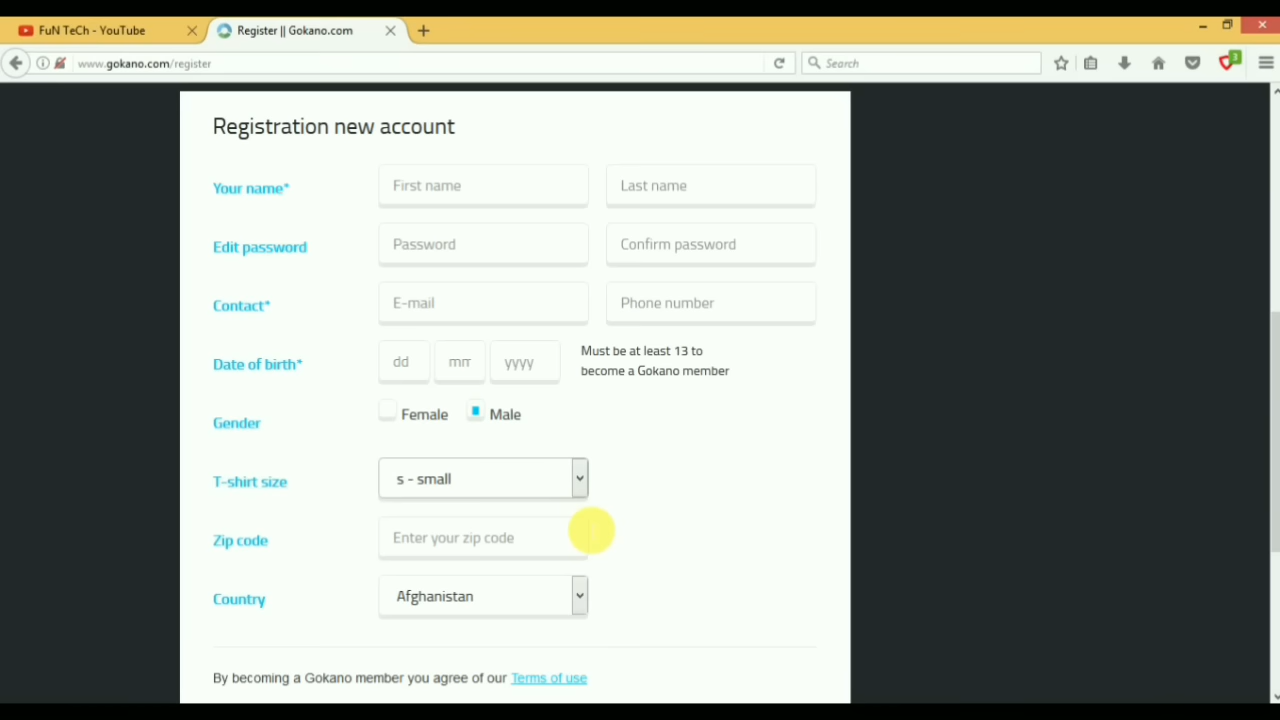 FuN TeCh - YouTube
Register || Gokano.com
www.gokano.com/register
Search
3
Registration new account
Your name*
First name
Last name
Edit password
Password
Confirm password
Contact*
E-mail
Phone number
Date of birth*
dd
mm
yyyy
Must be at least 13 to
become a Gokano member
Gender
Female
Male
T-shirt size
s - small
Zip code
Enter your zip code
Country
Afghanistan
By becoming a Gokano member you agree of our Terms of use